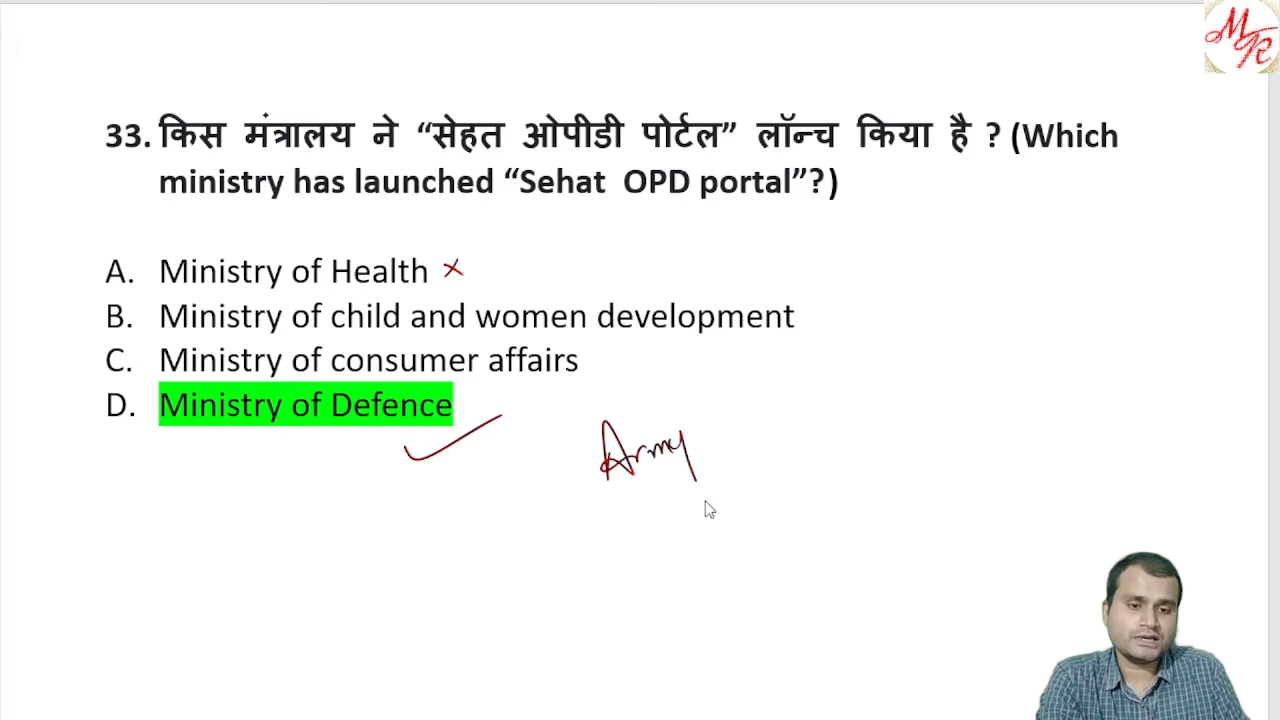 MR
33. किस मंत्रालय ने “सेहत ओपीडी पोर्टल” लॉन्च किया है ? (Which
ministry has launched “Sehat OPD portal”?)
A. Ministry of Health
B. Ministry of child and women development
C. Ministry of consumer affairs
D. Ministry of Defence
Army